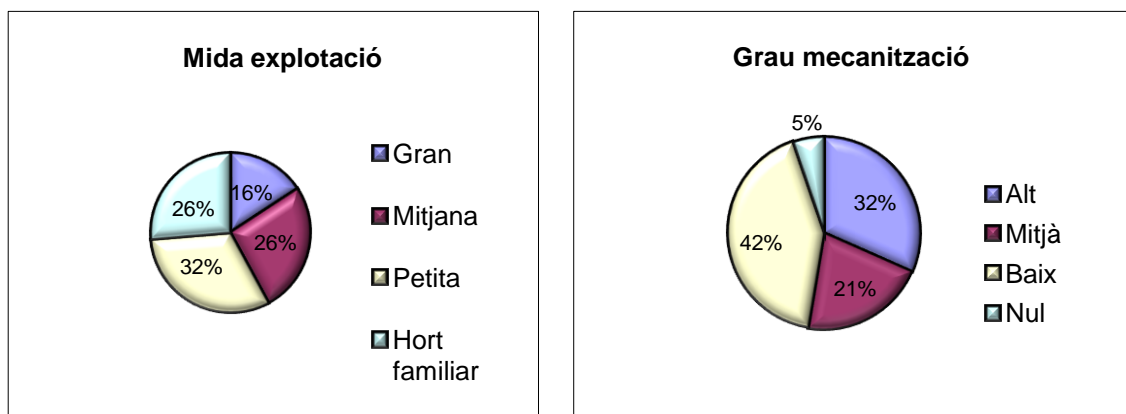 Mida explotació
16%
26%
32%
26%
Gran
Mitjana
Petita
Hort
familiar
Grau mecanització
5%
32%
21%
42%
Alt
Mitjà
Baix
Nul